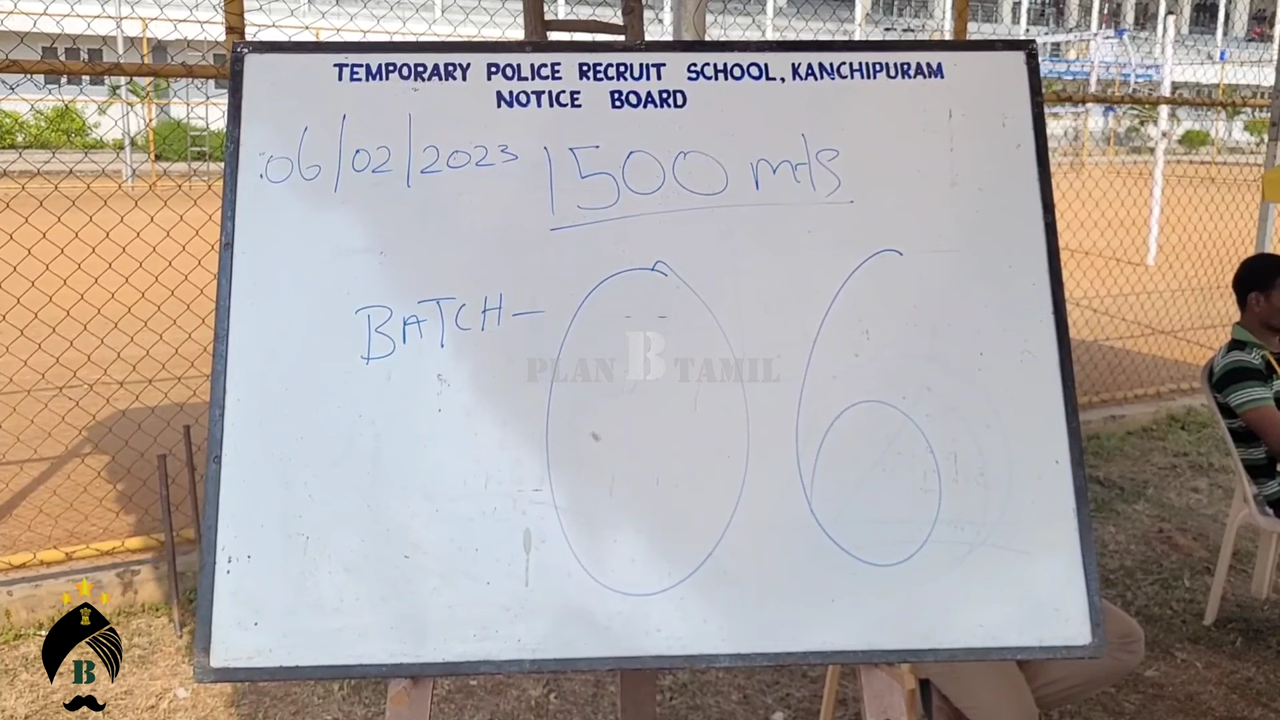 TEMPORARY POLICE RECRUIT SCHOOL, KANCHIPURAM
NOTICE BOARD
06/02/2023 1500 mts
BATCH - 06
PLAN B TAMIL
B